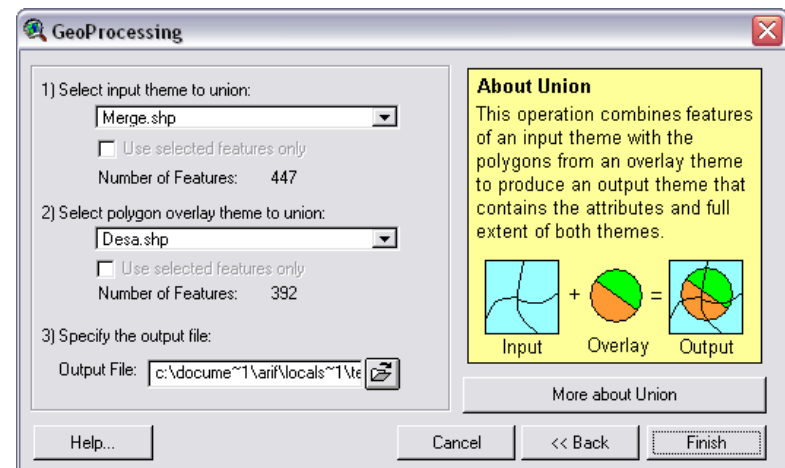 GeoProcessing
1) Select input theme to union:
Merge.shp
Use selected features only
Number of Features: 447
2) Select polygon overlay theme to union:
Desa.shp
Use selected features only
Number of Features: 392
3) Specify the output file:
Output File: c:\docume~1\arif\locals~1\te
About Union
This operation combines features
of an input theme with the
polygons from an overlay theme
to produce an output theme that
contains the attributes and full
extent of both themes.
+ =
Input Overlay Output
More about Union
Help... Cancel << Back Finish